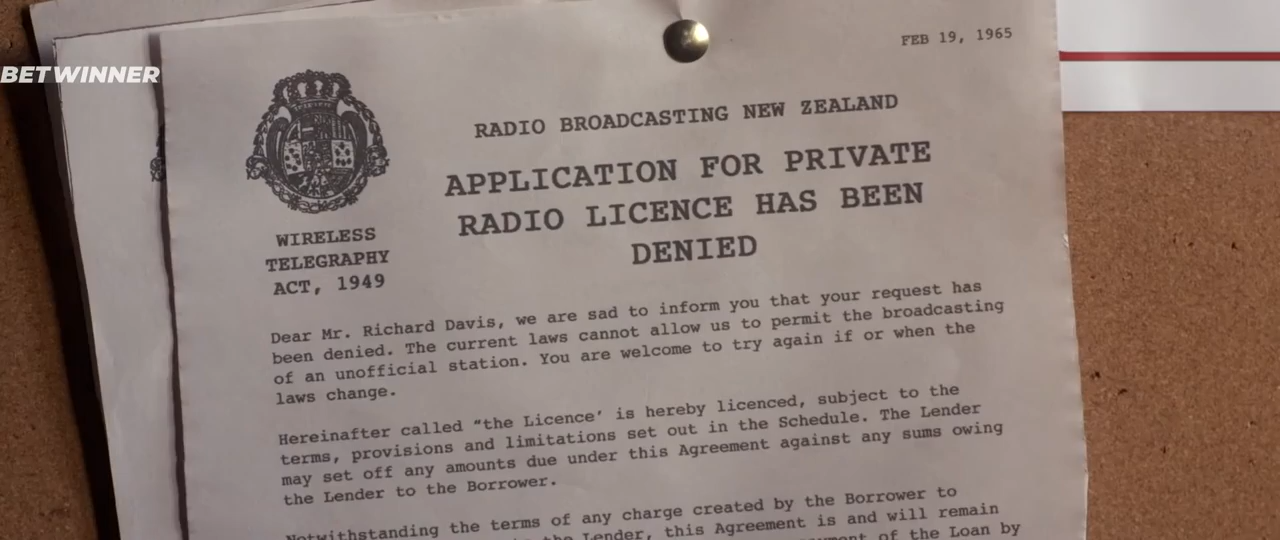 FEB 19, 1965
BETWINNER
RADIO BROADCASTING NEW ZEALAND
APPLICATION FOR PRIVATE
RADIO LICENCE HAS BEEN
DENIED
WIRELESS
TELEGRAPHY
ACT, 1949
Dear Mr. Richard Davis, we are sad to inform you that your request has
been denied. The current laws cannot allow us to permit the broadcasting
of an unofficial station. You are welcome to try again if or when the
laws change.
Hereinafter called “the Licence’ is hereby licenced, subject to the
terms, provisions and limitations set out in the Schedule. The Lender
may set off any amounts due under this Agreement against any sums owing
the Lender to the Borrower.
Notwithstanding the terms of any charge created by the Borrower to
the Lender, this Agreement is and will remain
of the Loan by